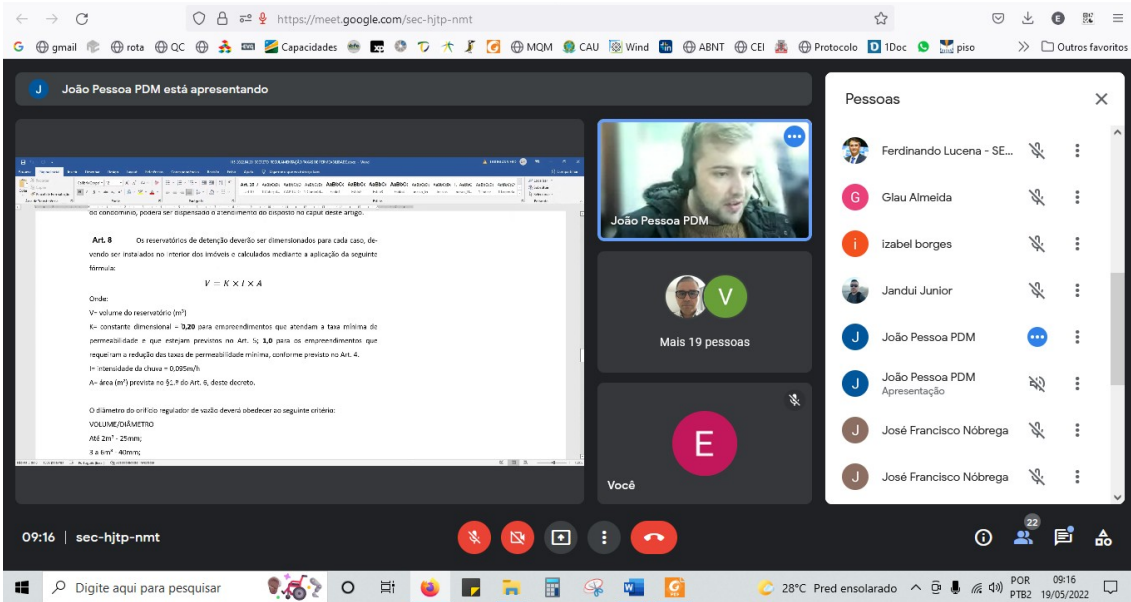 https://meet.google.com/sec-hjtp-nmt
gmail rota QC Capacidades MQM CAU Wind ABNT CEI Protocolo 1Doc piso Outros favoritos
João Pessoa PDM está apresentando
do condomínio, poderá ser dispensado o atendimento do disposto no caput deste artigo.
Art. 8 Os reservatórios de detenção deverão ser dimensionados para cada caso, de-
vendo ser instalados no interior dos imóveis e calculados mediante a aplicação da seguinte
fórmula:
V = K × I × A
Onde:
V= volume do reservatório (m³)
K= constante dimensional = 0,20 para empreendimentos que atendam a taxa mínima de
permeabilidade e que estejam previstos no Art. 5; 1,0 para os empreendimentos que
requeiram a redução das taxas de permeabilidade mínima, conforme previsto no Art. 4.
I= intensidade da chuva = 0,095m/h
A= área (m²) prevista no §1.º do Art. 6, deste decreto.
O diâmetro do orifício regulador de vazão deverá obedecer ao seguinte critério:
VOLUME/DIÂMETRO
Até 2m³ - 25mm;
3 a 6m³ - 40mm;
João Pessoa PDM
V
Mais 19 pessoas
E
Você
Pessoas
Ferdinando Lucena - SE...
G Glau Almeida
i izabel borges
Jandui Junior
J João Pessoa PDM
J João Pessoa PDM
Apresentação
J José Francisco Nóbrega
J José Francisco Nóbrega
09:16 | sec-hjtp-nmt
22
Digite aqui para pesquisar
28°C Pred ensolarado
POR
PTB2
09:16
19/05/2022